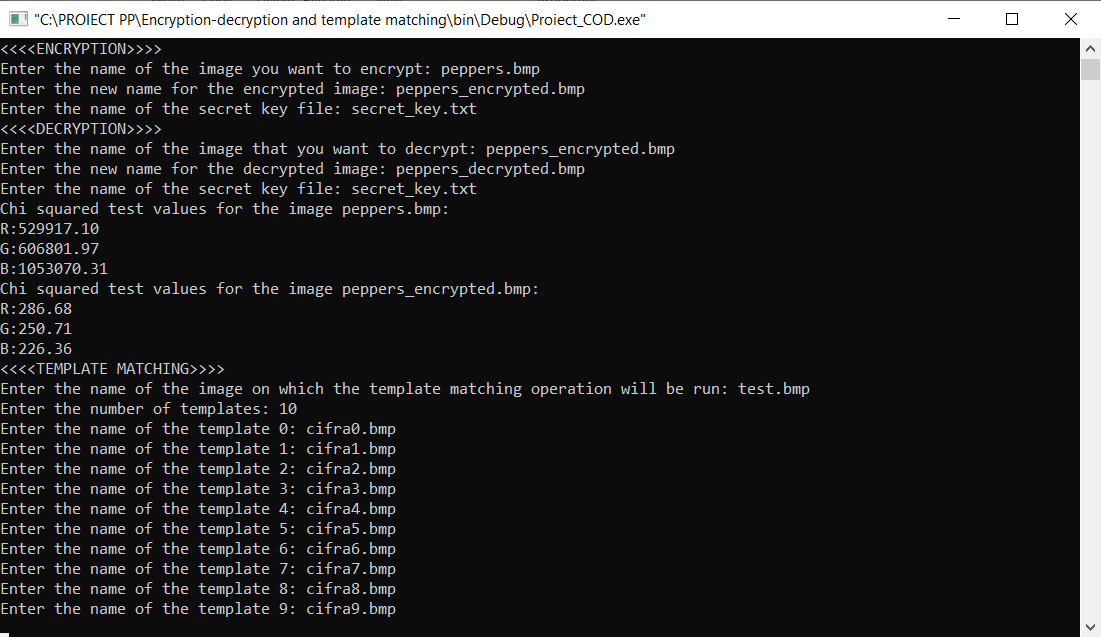 "C:\PROIECT PP\Encryption-decryption and template matching\bin\Debug\Proiect_COD.exe"
<<<<ENCRYPTION>>>>
Enter the name of the image you want to encrypt: peppers.bmp
Enter the new name for the encrypted image: peppers_encrypted.bmp
Enter the name of the secret key file: secret_key.txt
<<<<DECRYPTION>>>>
Enter the name of the image that you want to decrypt: peppers_encrypted.bmp
Enter the new name for the decrypted image: peppers_decrypted.bmp
Enter the name of the secret key file: secret_key.txt
Chi squared test values for the image peppers.bmp:
R:529917.10
G:606801.97
B:1053070.31
Chi squared test values for the image peppers_encrypted.bmp:
R:286.68
G:250.71
B:226.36
<<<<TEMPLATE MATCHING>>>>
Enter the name of the image on which the template matching operation will be run: test.bmp
Enter the number of templates: 10
Enter the name of the template 0: cifra0.bmp
Enter the name of the template 1: cifra1.bmp
Enter the name of the template 2: cifra2.bmp
Enter the name of the template 3: cifra3.bmp
Enter the name of the template 4: cifra4.bmp
Enter the name of the template 5: cifra5.bmp
Enter the name of the template 6: cifra6.bmp
Enter the name of the template 7: cifra7.bmp
Enter the name of the template 8: cifra8.bmp
Enter the name of the template 9: cifra9.bmp